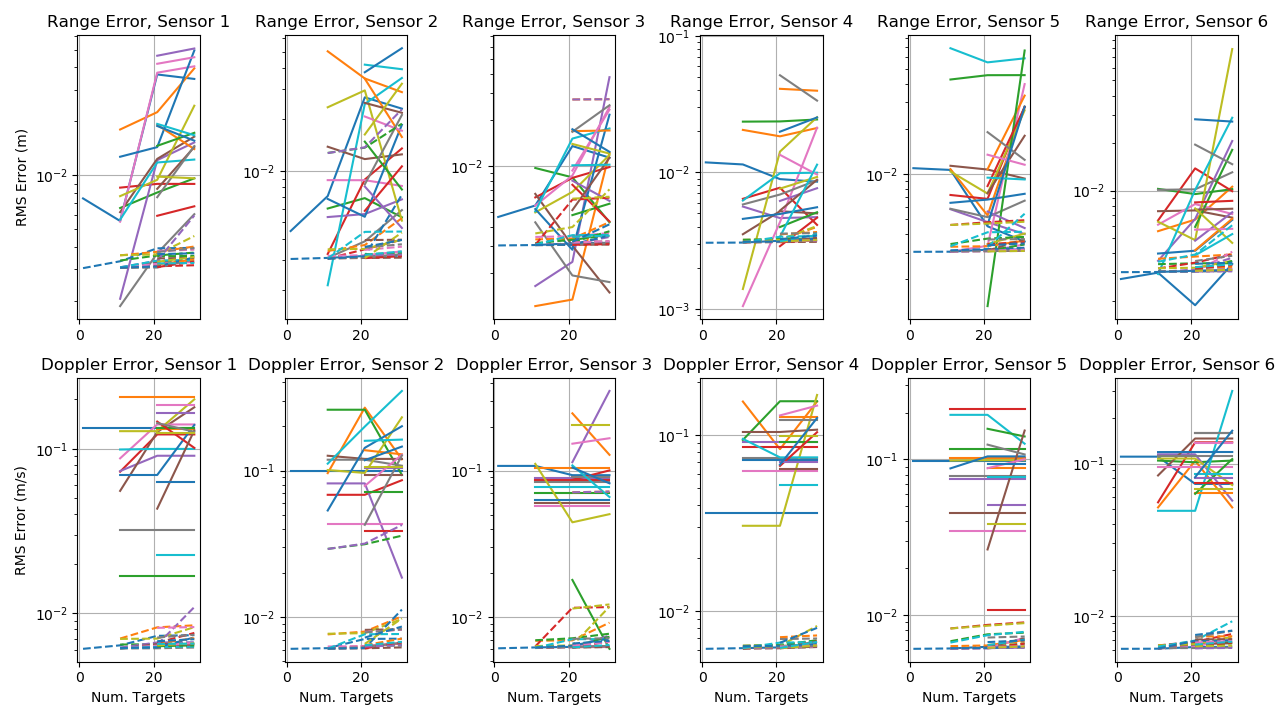 Range Error, Sensor 1 Range Error, Sensor 2 Range Error, Sensor 3 Range Error, Sensor 4 Range Error, Sensor 5 Range Error, Sensor 6
RMS Error (m)
10⁻² 10⁻² 10⁻² 10⁻¹ 10⁻² 10⁻³ 10⁻² 10⁻²
0 20 0 20 0 20 0 20 0 20 0 20
Doppler Error, Sensor 1 Doppler Error, Sensor 2 Doppler Error, Sensor 3 Doppler Error, Sensor 4 Doppler Error, Sensor 5 Doppler Error, Sensor 6
RMS Error (m/s)
10⁻¹ 10⁻¹ 10⁻¹ 10⁻¹ 10⁻¹ 10⁻¹
10⁻² 10⁻² 10⁻² 10⁻² 10⁻² 10⁻²
0 20 0 20 0 20 0 20 0 20 0 20
Num. Targets Num. Targets Num. Targets Num. Targets Num. Targets Num. Targets